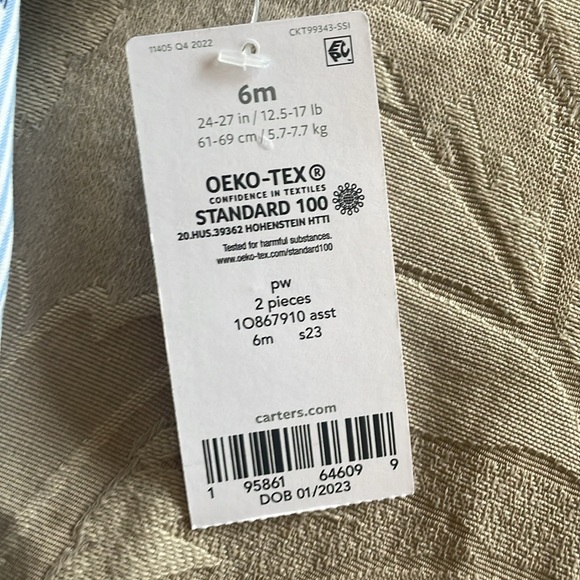 11405 Q4 2022
CKT99343-SSI
6m
24-27 in / 12.5-17 lb
61-69 cm / 5.7-7.7 kg
OEKO-TEX®
CONFIDENCE IN TEXTILES
STANDARD 100
20.HUS.39362 HOHENSTEIN HTTI
Tested for harmful substances.
www.oeko-tex.com/standard100
pw
2 pieces
1O867910 asst
6m s23
carters.com
1 95861 64609 9
DOB 01/2023